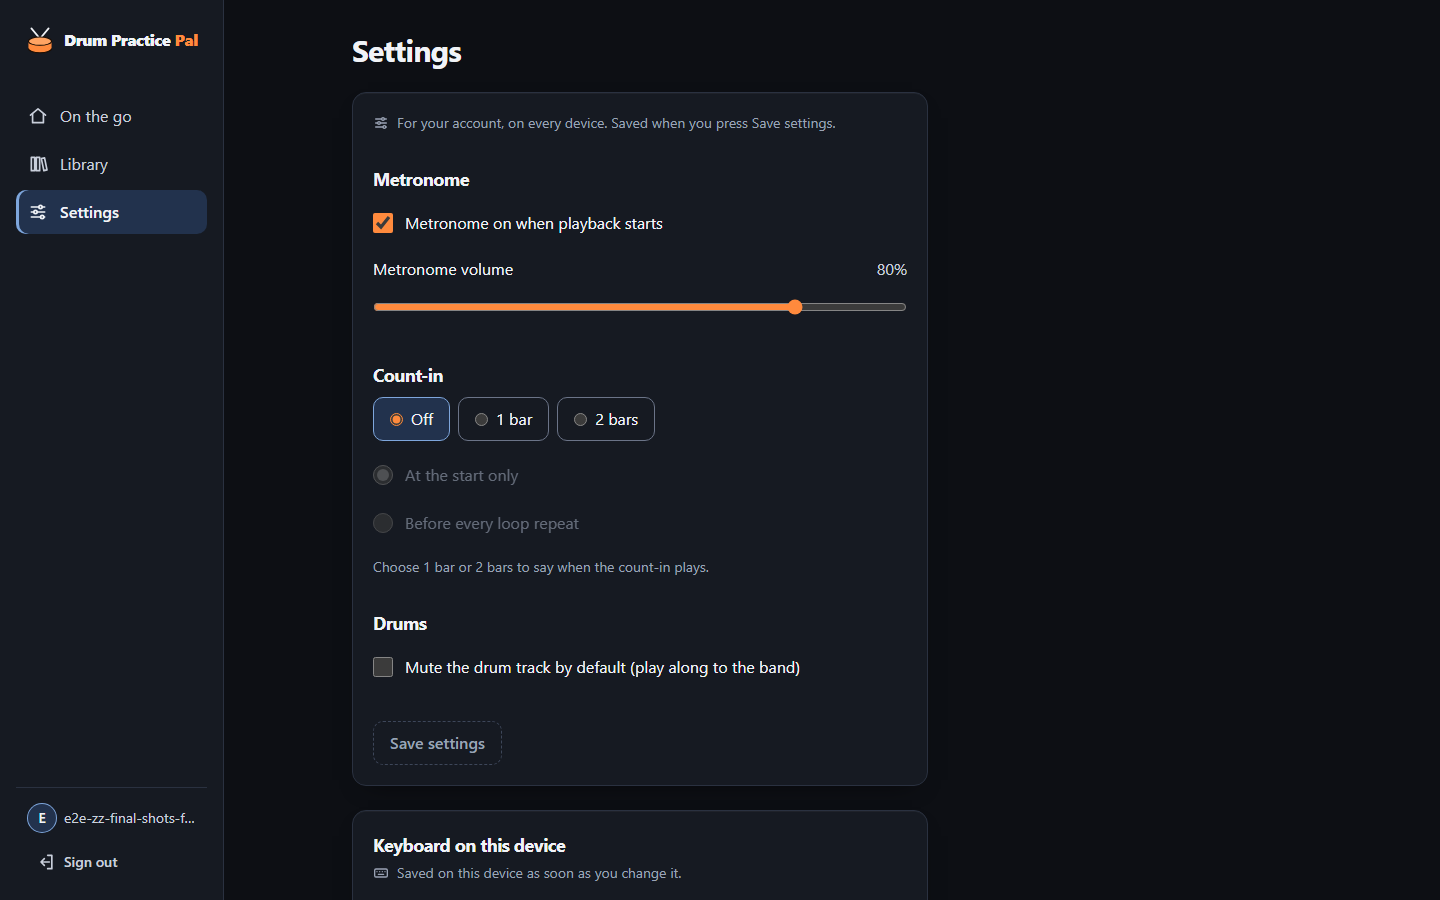 Drum Practice Pal
On the go
Library
Settings
E
e2e-zz-final-shots-f...
Sign out
Settings
For your account, on every device. Saved when you press Save settings.
Metronome
Metronome on when playback starts
Metronome volume 80%
Count-in
Off 1 bar 2 bars
At the start only
Before every loop repeat
Choose 1 bar or 2 bars to say when the count-in plays.
Drums
Mute the drum track by default (play along to the band)
Save settings
Keyboard on this device
Saved on this device as soon as you change it.